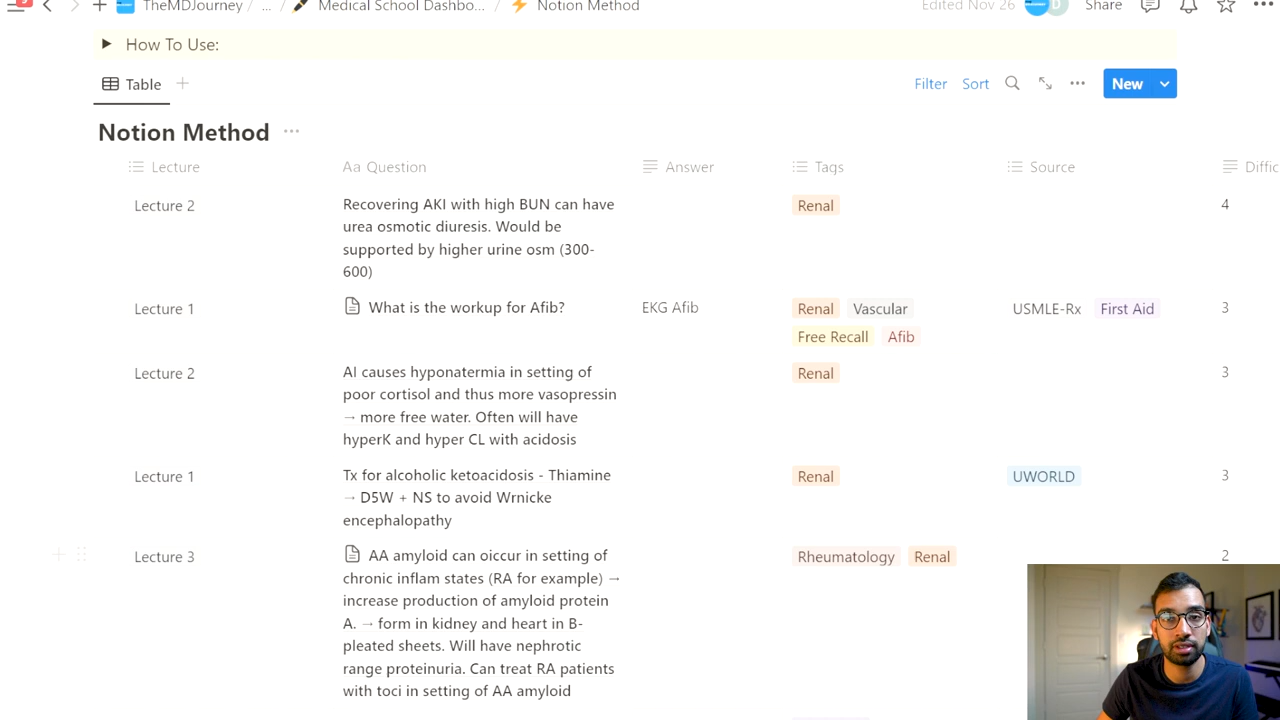 TheMDJourney / ... / Medical School Dashbo... / Notion Method Edited Nov 26 D Share
How To Use:
Table Filter Sort New
Notion Method
Lecture Aa Question Answer Tags Source Diffic
Lecture 2 Recovering AKI with high BUN can have Renal 4
urea osmotic diuresis. Would be
supported by higher urine osm (300-
600)
Lecture 1 What is the workup for Afib? EKG Afib Renal Vascular USMLE-Rx First Aid 3
Free Recall Afib
Lecture 2 AI causes hyponatermia in setting of Renal 3
poor cortisol and thus more vasopressin
→ more free water. Often will have
hyperK and hyper CL with acidosis
Lecture 1 Tx for alcoholic ketoacidosis - Thiamine Renal UWORLD 3
→ D5W + NS to avoid Wrnicke
encephalopathy
Lecture 3 AA amyloid can oiccur in setting of Rheumatology Renal 2
chronic inflam states (RA for example) →
increase production of amyloid protein
A. → form in kidney and heart in B-
pleated sheets. Will have nephrotic
range proteinuria. Can treat RA patients
with toci in setting of AA amyloid